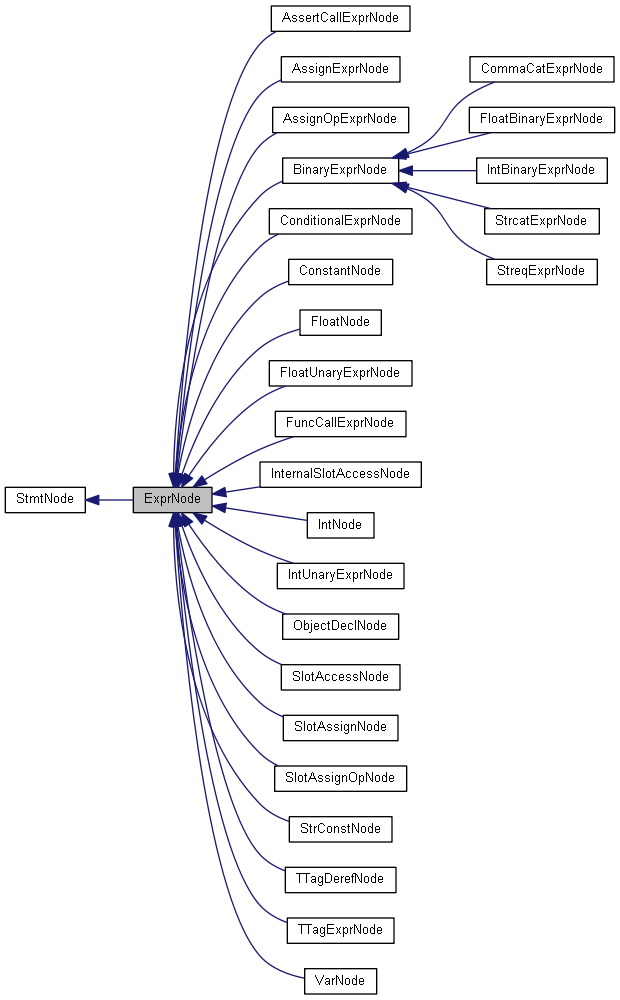 AssertCallExprNode
AssignExprNode
CommaCatExprNode
AssignOpExprNode
FloatBinaryExprNode
BinaryExprNode
IntBinaryExprNode
ConditionalExprNode
StrcatExprNode
ConstantNode
StreqExprNode
FloatNode
FloatUnaryExprNode
FuncCallExprNode
InternalSlotAccessNode
StmtNode
ExprNode
IntNode
IntUnaryExprNode
ObjectDeclNode
SlotAccessNode
SlotAssignNode
SlotAssignOpNode
StrConstNode
TTagDerefNode
TTagExprNode
VarNode